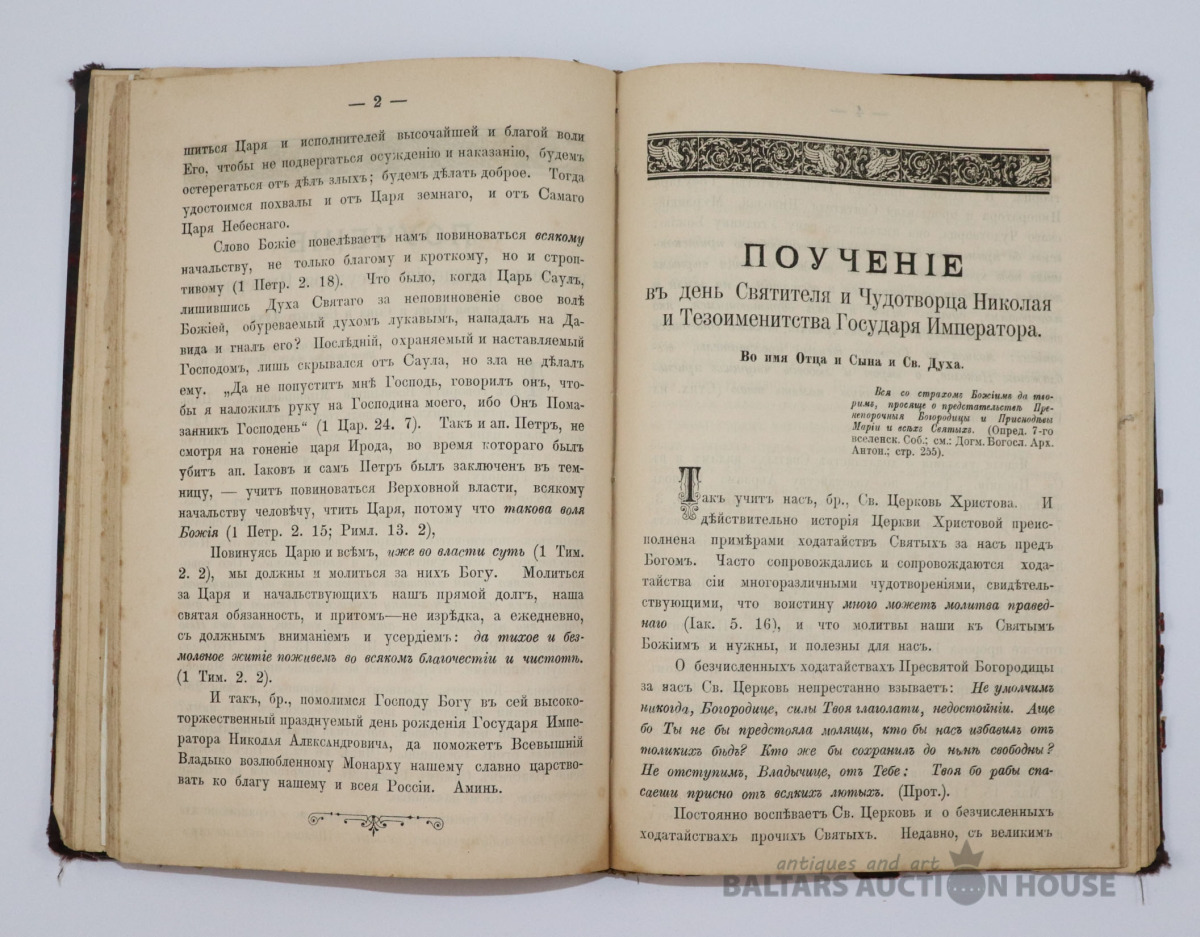 — 2 —
шиться Царя и исполнителей высочайшей и благой воли
Его, чтобы не подвергаться осужденію и наказанію, будемъ
остерегаться отъ дѣлъ злыхъ; будемъ дѣлать доброе. Тогда
удостоимся похвалы и отъ Царя земнаго, и отъ Самаго
Царя Небеснаго.
Слово Божіе повелѣваетъ намъ повиноваться всякому
начальству, не только благому и кроткому, но и строп-
тивому (1 Петр. 2. 18). Что было, когда Царь Саулъ,
лишившись Духа Святаго за неповиновеніе свое волѣ
Божіей, обуреваемый духомъ лукавымъ, нападалъ на Да-
вида и гналъ его? Послѣдній, охраняемый и наставляемый
Господомъ, лишь скрывался отъ Саула, но зла не дѣлалъ
ему. „Да не попуститъ мнѣ Господь, говорилъ онъ, что-
бы я наложилъ руку на Господина моего, ибо Онъ Пома-
занникъ Господень“ (1 Цар. 24. 7). Такъ и ап. Петръ, не
смотря на гоненіе царя Ирода, во время котораго былъ
убитъ ап. Іаковъ и самъ Петръ былъ заключенъ въ тем-
ницу, — учитъ повиноваться Верховной власти, всякому
начальству человѣчу, чтить Царя, потому что такова воля
Божія (1 Петр. 2. 15; Римл. 13. 2),
Повинуясь Царю и всѣмъ, иже во власти суть (1 Тим.
2. 2), мы должны и молиться за нихъ Богу. Молиться
за Царя и начальствующихъ нашъ прямой долгъ, наша
святая обязанность, и притомъ—не изрѣдка, а ежедневно,
съ должнымъ вниманіемъ и усердіемъ: да тихое и без-
молвное житіе поживемъ во всякомъ благочестіи и чистотѣ.
(1 Тим. 2. 2).
И такъ, бр., помолимся Господу Богу въ сей высоко-
торжественный празднуемый день рожденія Государя Импе-
ратора Николая Александровича, да поможетъ Всевышній
Владыко возлюбленному Монарху нашему славно царство-
вать ко благу нашему и всея Россіи. Аминь.
ПОУЧЕНІЕ
въ день Святителя и Чудотворца Николая
и Тезоименитства Государя Императора.
Во имя Отца и Сына и Св. Духа.
Вся со страхомъ Божіимъ да тво-
римъ, просяще о предстательствѣ Пре-
непорочныя Богородицы и Приснодѣвы
Маріи и всѣхъ Святыхъ. (Опред. 7-го
вселенск. Соб.; см.: Догм. Богосл. Арх.
Антон.; стр. 255).
Такъ учитъ насъ, бр., Св. Церковь Христова. И
дѣйствительно исторія Церкви Христовой преис-
полнена примѣрами ходатайствъ Святыхъ за насъ предъ
Богомъ. Часто сопровождались и сопровождаются хода-
тайства сіи многоразличными чудотвореніями, свидѣтель-
ствующими, что воистину много можетъ молитва правед-
наго (Іак. 5. 16), и что молитвы наши къ Святымъ
Божіимъ и нужны, и полезны для насъ.
О безчисленныхъ ходатайствахъ Пресвятой Богородицы
за насъ Св. Церковь непрестанно взываетъ: Не умолчимъ
никогда, Богородице, силы Твоя глаголати, недостойніи. Аще
бо Ты не бы предстояла молящи, кто бы насъ избавилъ отъ
толикихъ бѣдъ? Кто же бы сохранилъ до нынѣ свободны?
Не отступимъ, Владычице, отъ Тебе: Твоя бо рабы спа-
саеши присно отъ всякихъ лютыхъ. (Прот.).
Постоянно воспѣваетъ Св. Церковь и о безчисленныхъ
ходатайствахъ прочихъ Святыхъ. Недавно, съ великимъ
antiques and art
BALTARS AUCTION HOUSE